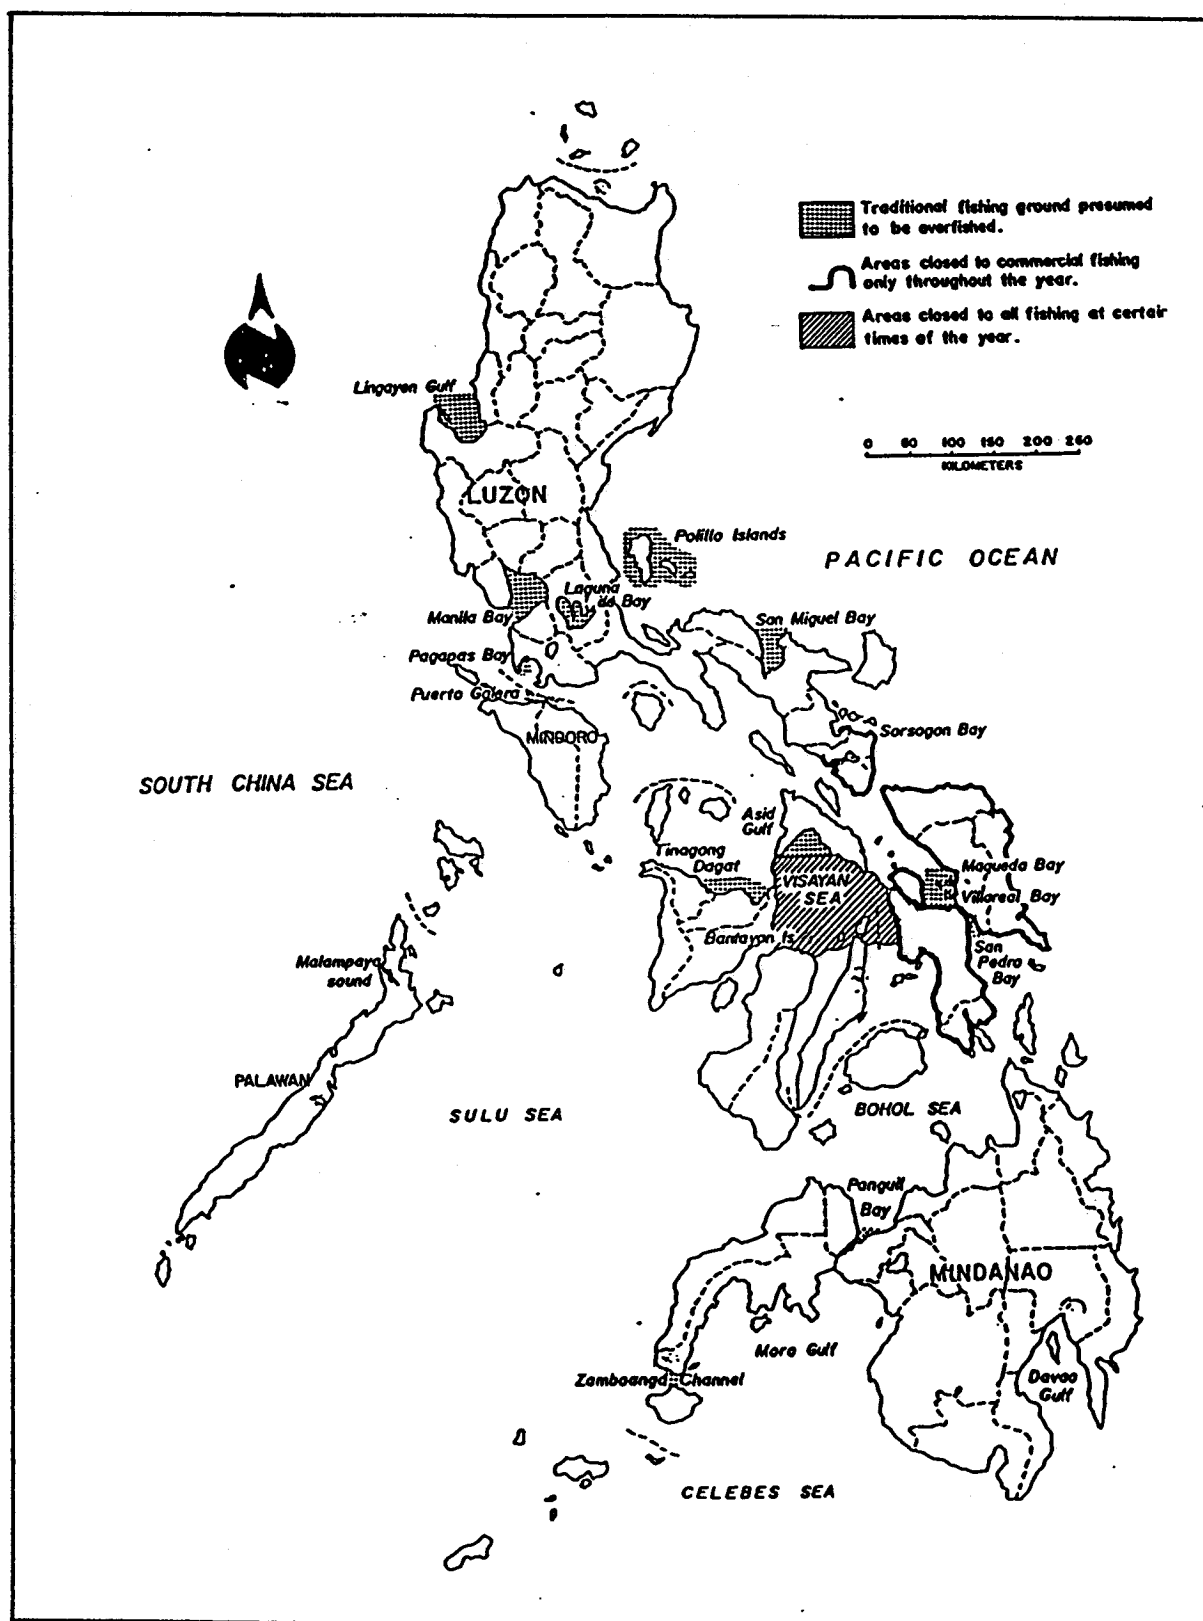 Traditional fishing ground presumed
to be overfished.
Areas closed to commercial fishing
only throughout the year.
Areas closed to all fishing at certain
times of the year.
Lingayen Gulf
0 50 100 150 200 250
KILOMETERS
LUZON
Polillo Islands
PACIFIC OCEAN
Laguna
de Bay
Manila Bay
San Miguel Bay
Pagapas Bay
Puerto Galera
Sorsogon Bay
MINDORO
SOUTH CHINA SEA
Asid
Gulf
Tinagong
Dagat
Maqueda Bay
VISAYAN
SEA
Villareal Bay
Bantayan Is.
San
Pedro
Bay
Malampaya
sound
PALAWAN
SULU SEA
BOHOL SEA
Panguil
Bay
MINDANAO
Moro Gulf
Zamboanga Channel
Davao
Gulf
CELEBES SEA